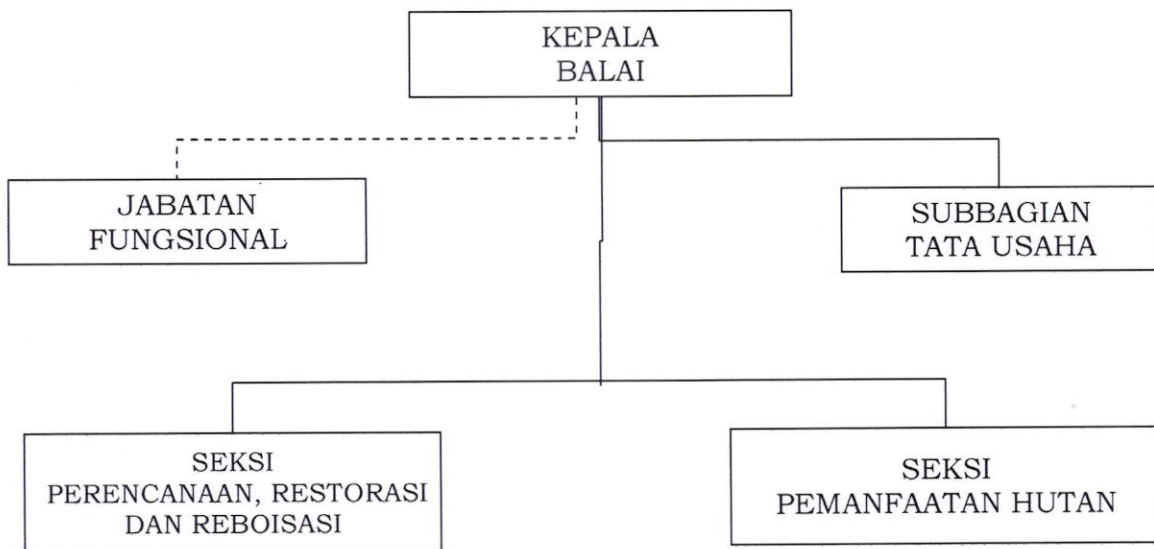 KEPALA
BALAI
JABATAN
FUNGSIONAL
SUBBAGIAN
TATA USAHA
SEKSI
PERENCANAAN, RESTORASI
DAN REBOISASI
SEKSI
PEMANFAATAN HUTAN